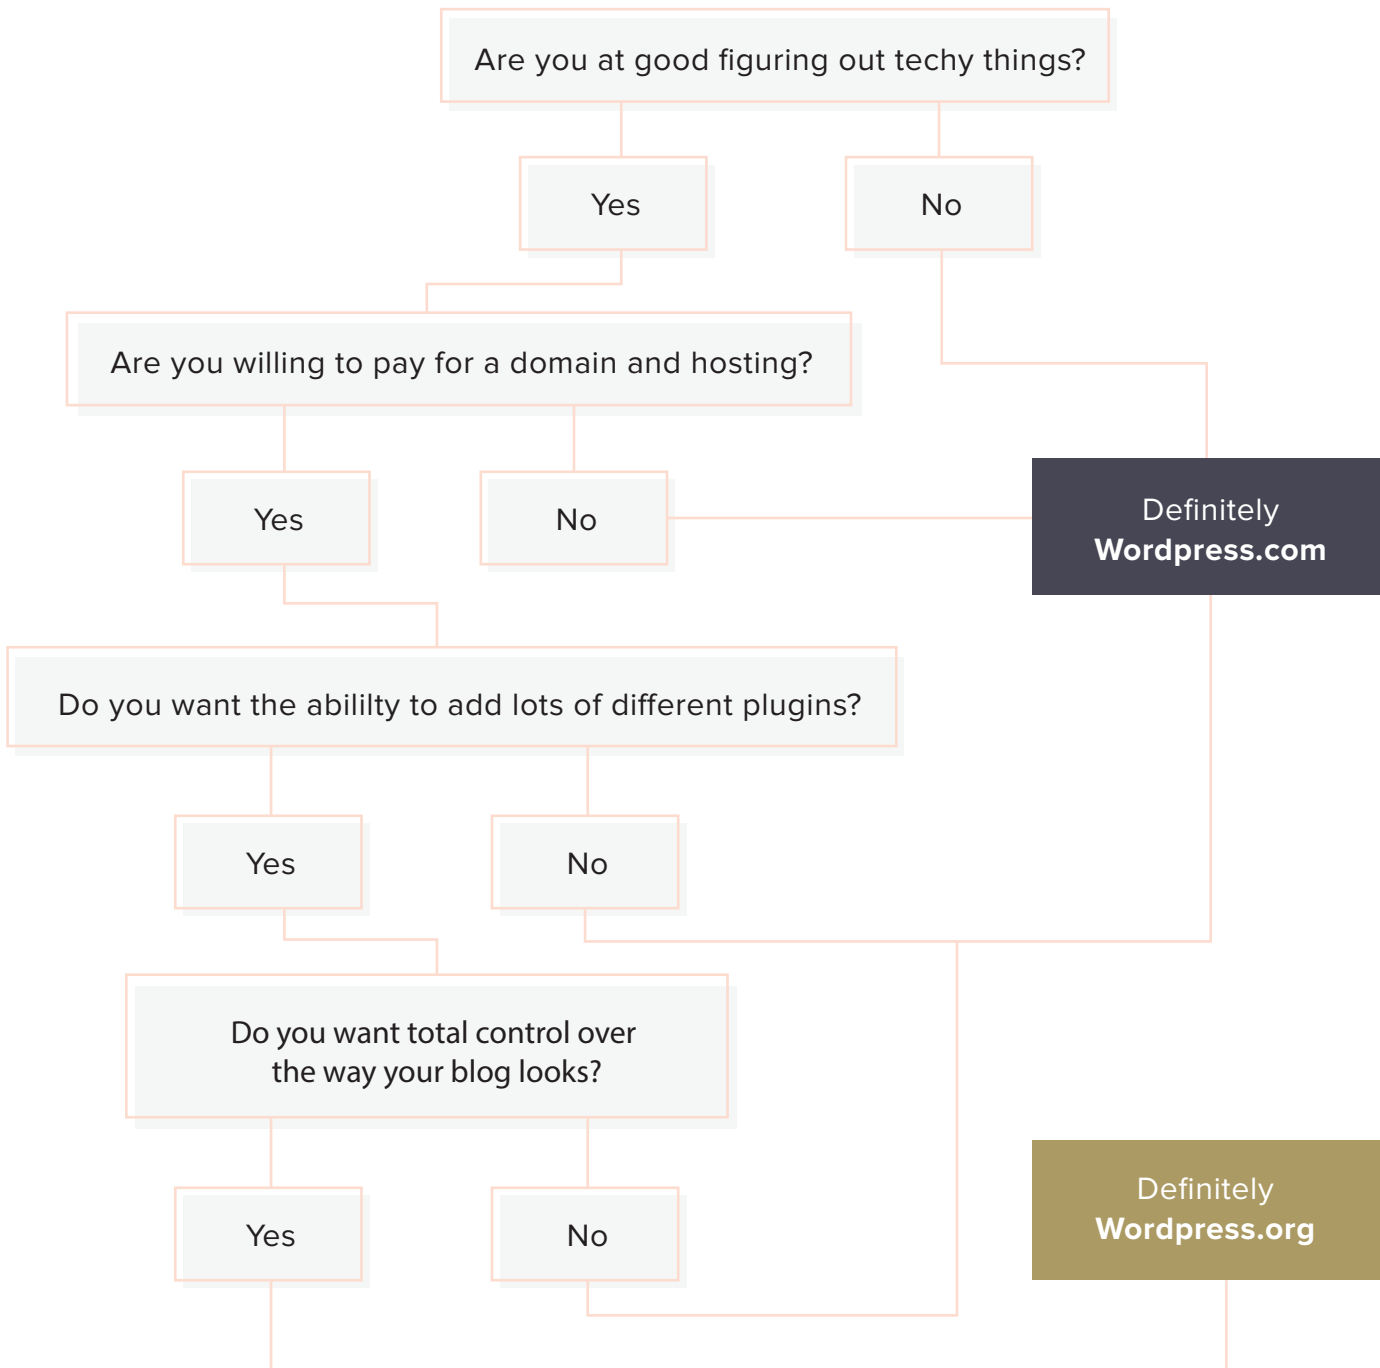 Are you at good figuring out techy things?
Yes
No
Are you willing to pay for a domain and hosting?
Yes
No
Definitely
Wordpress.com
Do you want the abililty to add lots of different plugins?
Yes
No
Do you want total control over
the way your blog looks?
Yes
No
Definitely
Wordpress.org